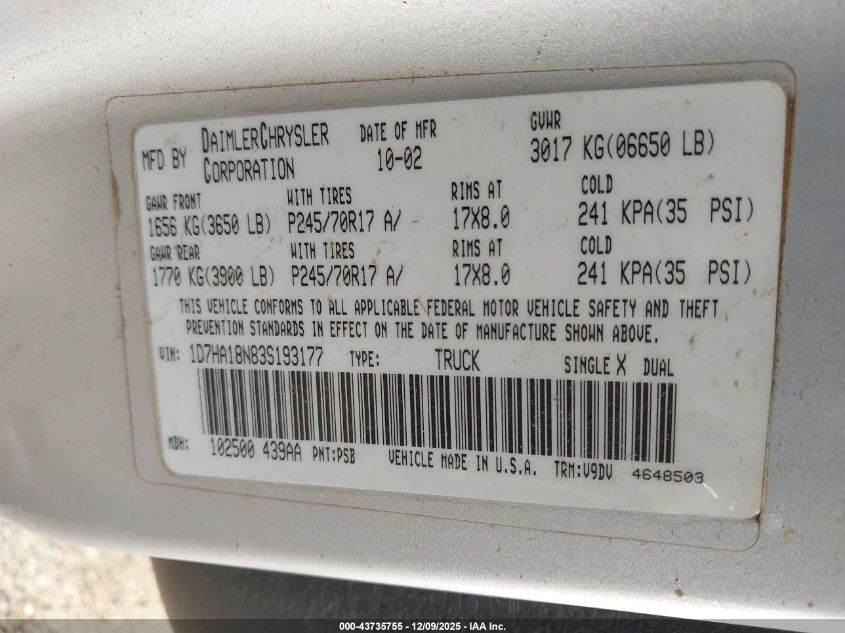 MFD BY DAIMLERCHRYSLER CORPORATION DATE OF MFR 10-02 GVWR 3017 KG(06650 LB)
GAWR FRONT WITH TIRES RIMS AT COLD
1656 KG(3650 LB) P245/70R17 A/ 17X8.0 241 KPA(35 PSI)
GAWR REAR WITH TIRES RIMS AT COLD
1770 KG(3900 LB) P245/70R17 A/ 17X8.0 241 KPA(35 PSI)
THIS VEHICLE CONFORMS TO ALL APPLICABLE FEDERAL MOTOR VEHICLE SAFETY AND THEFT
PREVENTION STANDARDS IN EFFECT ON THE DATE OF MANUFACTURE SHOWN ABOVE.
VIN: 1D7HA18N83S193177 TYPE: TRUCK SINGLE X DUAL
MDH: 102500 439AA PNT:PSB VEHICLE MADE IN U.S.A. TRM:V9DV 4648503
000-43735755 - 12/09/2025 - IAA Inc.